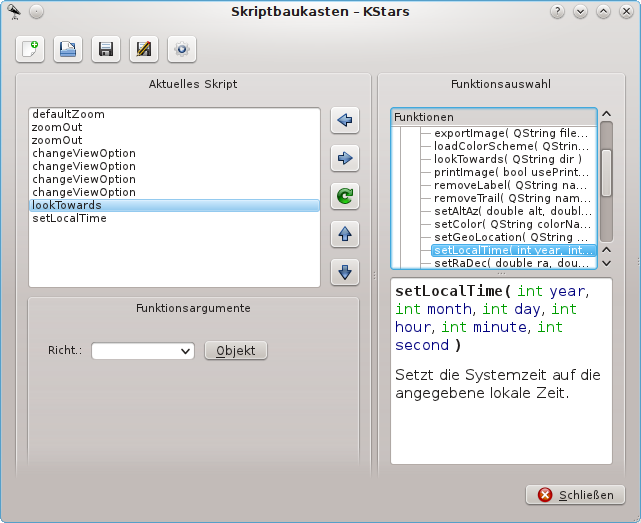 Skriptbaukasten – KStars
Aktuelles Skript
defaultZoom
zoomOut
zoomOut
changeViewOption
changeViewOption
changeViewOption
changeViewOption
lookTowards
setLocalTime
Funktionsargumente
Richt.:
Objekt
Funktionsauswahl
Funktionen
exportImage( QString file...
loadColorScheme( QStrin...
lookTowards( QString dir )
printImage( bool usePrint...
removeLabel( QString na...
removeTrail( QString nam...
setAltAz( double alt, doubl...
setColor( QString colorNa...
setGeoLocation( QString ...
setLocalTime( int year, int...
setRaDec( double ra, dou...
setLocalTime( int year,
int month, int day, int
hour, int minute, int
second )
Setzt die Systemzeit auf die
angegebene lokale Zeit.
Schließen